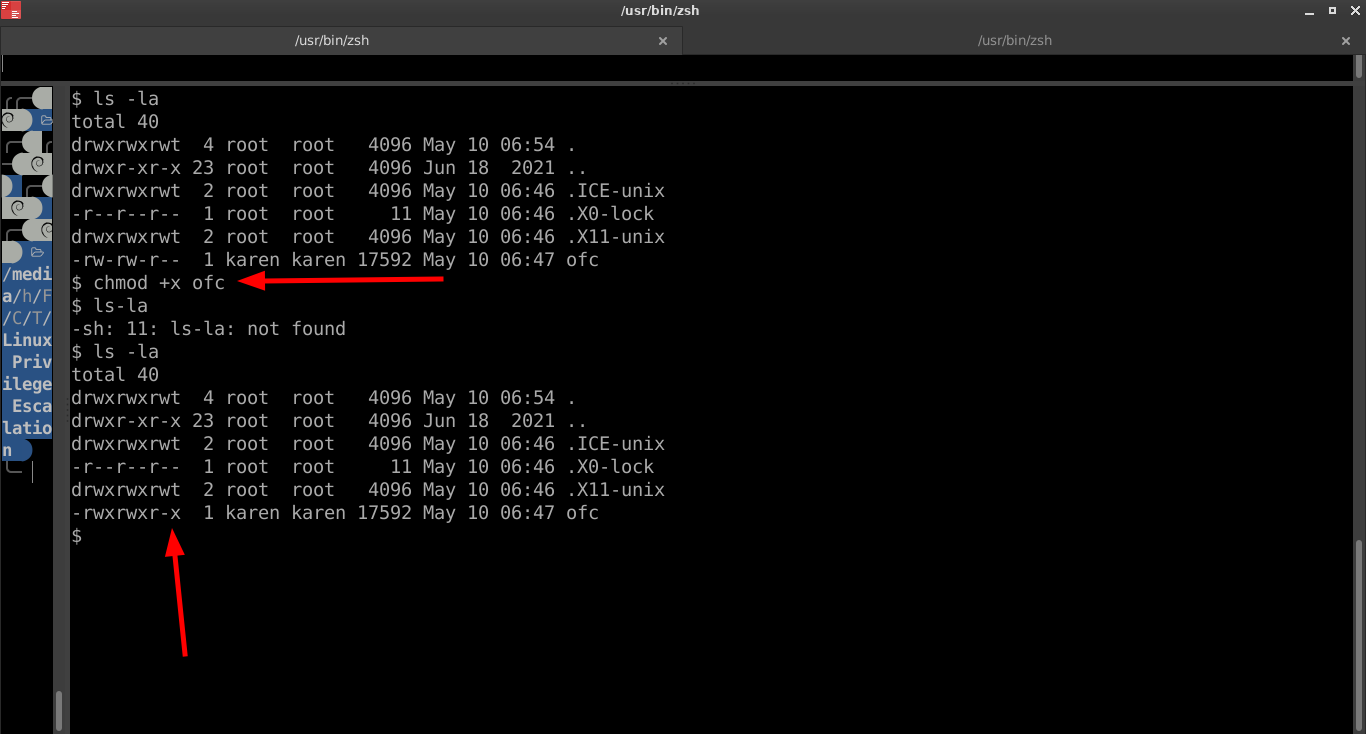 /usr/bin/zsh
/usr/bin/zsh
/usr/bin/zsh
/medi
a/h/F
/C/T/
Linux
Priv
ilege
Esca
latio
n
$ ls -la
total 40
drwxrwxrwt  4 root  root   4096 May 10 06:54 .
drwxr-xr-x 23 root  root   4096 Jun 18  2021 ..
drwxrwxrwt  2 root  root   4096 May 10 06:46 .ICE-unix
-r--r--r--  1 root  root     11 May 10 06:46 .X0-lock
drwxrwxrwt  2 root  root   4096 May 10 06:46 .X11-unix
-rw-rw-r--  1 karen karen 17592 May 10 06:47 ofc
$ chmod +x ofc
$ ls-la
-sh: 11: ls-la: not found
$ ls -la
total 40
drwxrwxrwt  4 root  root   4096 May 10 06:54 .
drwxr-xr-x 23 root  root   4096 Jun 18  2021 ..
drwxrwxrwt  2 root  root   4096 May 10 06:46 .ICE-unix
-r--r--r--  1 root  root     11 May 10 06:46 .X0-lock
drwxrwxrwt  2 root  root   4096 May 10 06:46 .X11-unix
-rwxrwxr-x  1 karen karen 17592 May 10 06:47 ofc
$